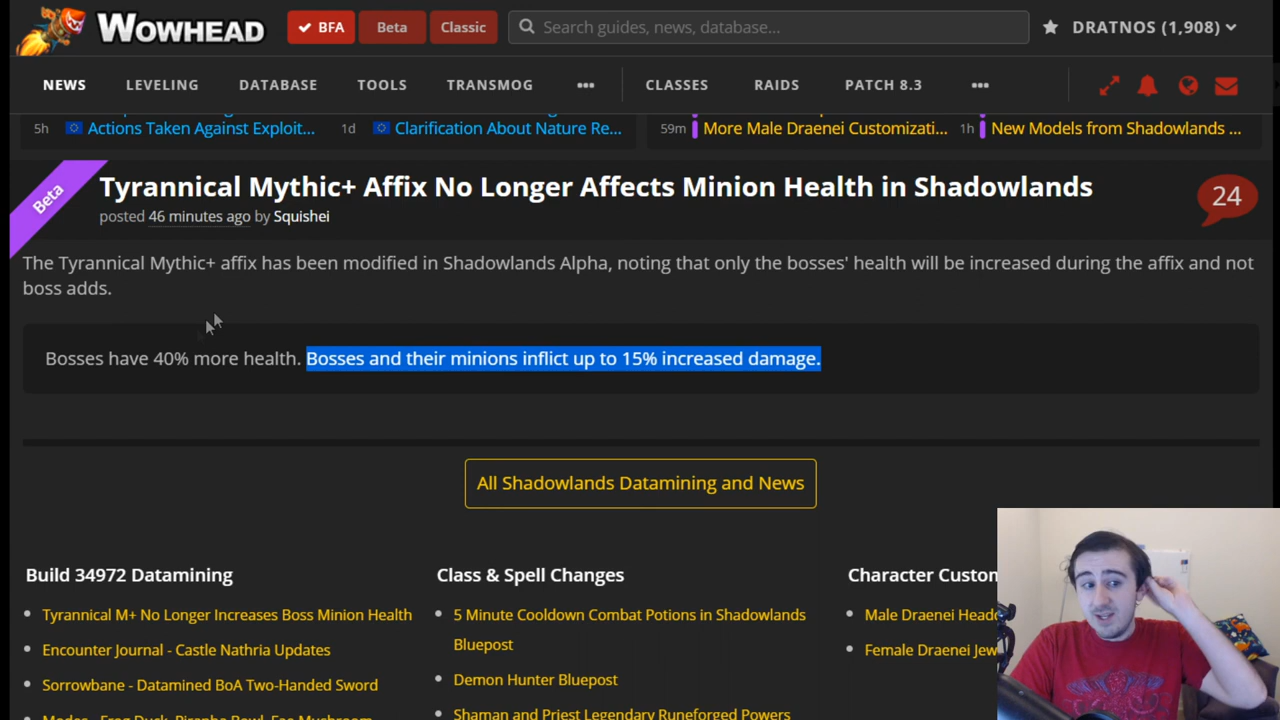 WOWHEAD
BFA
Beta
Classic
Search guides, news, database...
DRATNOS (1,908)
NEWS
LEVELING
DATABASE
TOOLS
TRANSMOG
CLASSES
RAIDS
PATCH 8.3
5h Actions Taken Against Exploit...
1d Clarification About Nature Re...
59m More Male Draenei Customizati...
1h New Models from Shadowlands ...
Beta
Tyrannical Mythic+ Affix No Longer Affects Minion Health in Shadowlands
24
posted 46 minutes ago by Squishei
The Tyrannical Mythic+ affix has been modified in Shadowlands Alpha, noting that only the bosses' health will be increased during the affix and not
boss adds.
Bosses have 40% more health. Bosses and their minions inflict up to 15% increased damage.
All Shadowlands Datamining and News
Build 34972 Datamining
Tyrannical M+ No Longer Increases Boss Minion Health
Encounter Journal - Castle Nathria Updates
Sorrowbane - Datamined BoA Two-Handed Sword
Class & Spell Changes
5 Minute Cooldown Combat Potions in Shadowlands
Bluepost
Demon Hunter Bluepost
Shaman and Priest Legendary Runeforged Powers
Character Custom
Male Draenei Head
Female Draenei Jew